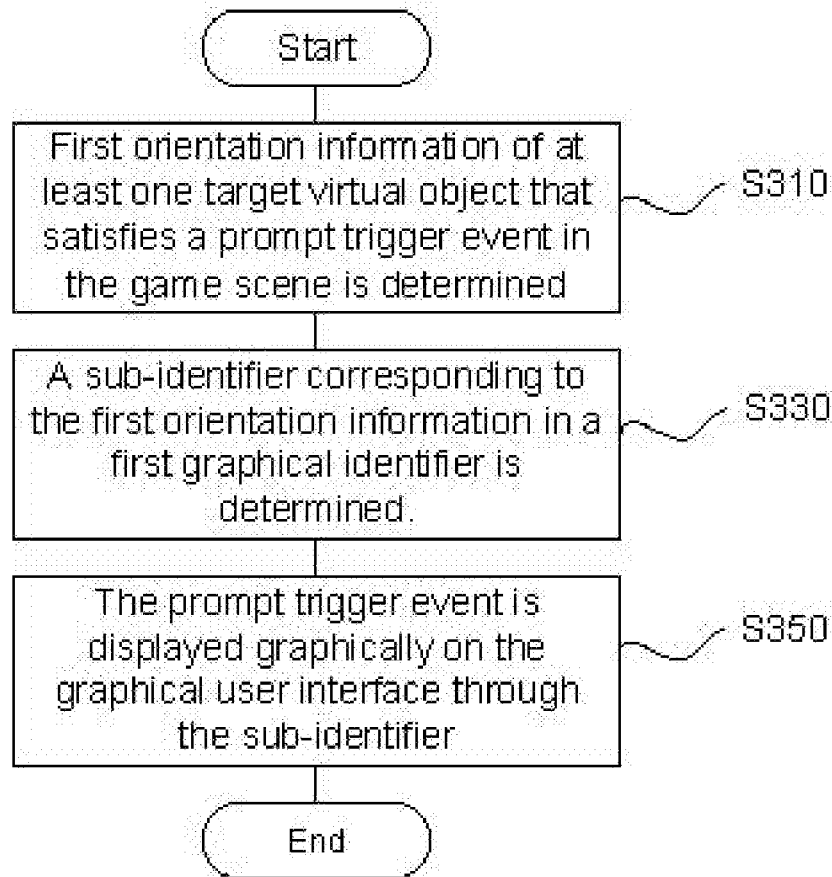 Start
First orientation information of at
least one target virtual object that
satisfies a prompt trigger event in
the game scene is determined
S310
A sub-identifier corresponding to
the first orientation information in a
first graphical identifier is
determined.
S330
The prompt trigger event is
displayed graphically on the
graphical user interface through
the sub-identifier
S350
End